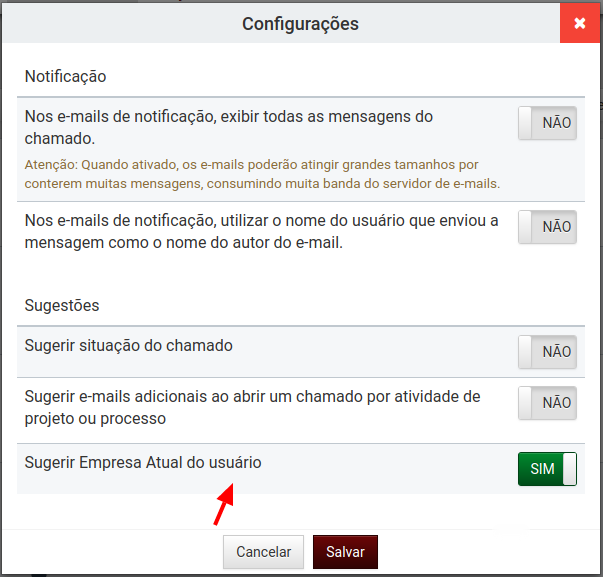 Configurações
Notificação
Nos e-mails de notificação, exibir todas as mensagens do
chamado.
NÃO
Atenção: Quando ativado, os e-mails poderão atingir grandes tamanhos por
conterem muitas mensagens, consumindo muita banda do servidor de e-mails.
Nos e-mails de notificação, utilizar o nome do usuário que enviou a
mensagem como o nome do autor do e-mail.
NÃO
Sugestões
Sugerir situação do chamado
NÃO
Sugerir e-mails adicionais ao abrir um chamado por atividade de
projeto ou processo
NÃO
Sugerir Empresa Atual do usuário
SIM
Cancelar
Salvar